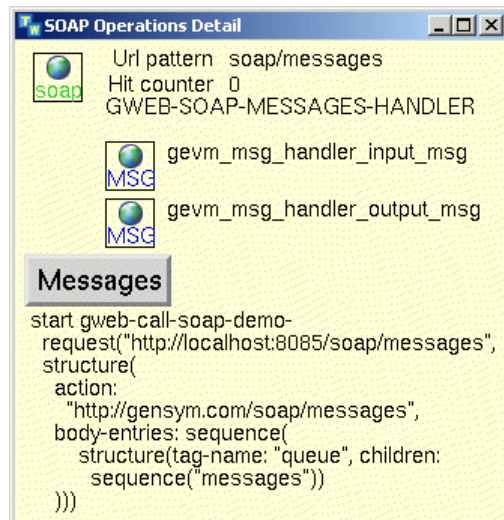 SOAP Operations Detail
Url pattern soap/messages
soap
Hit counter 0
GWEB-SOAP-MESSAGES-HANDLER
gevm_msg_handler_input_msg
MSG
gevm_msg_handler_output_msg
MSG
Messages
start gweb-call-soap-demo-
request("http://localhost:8085/soap/messages",
structure(
action:
"http://gensym.com/soap/messages",
body-entries: sequence(
structure(tag-name: "queue", children:
sequence("messages"))
)))